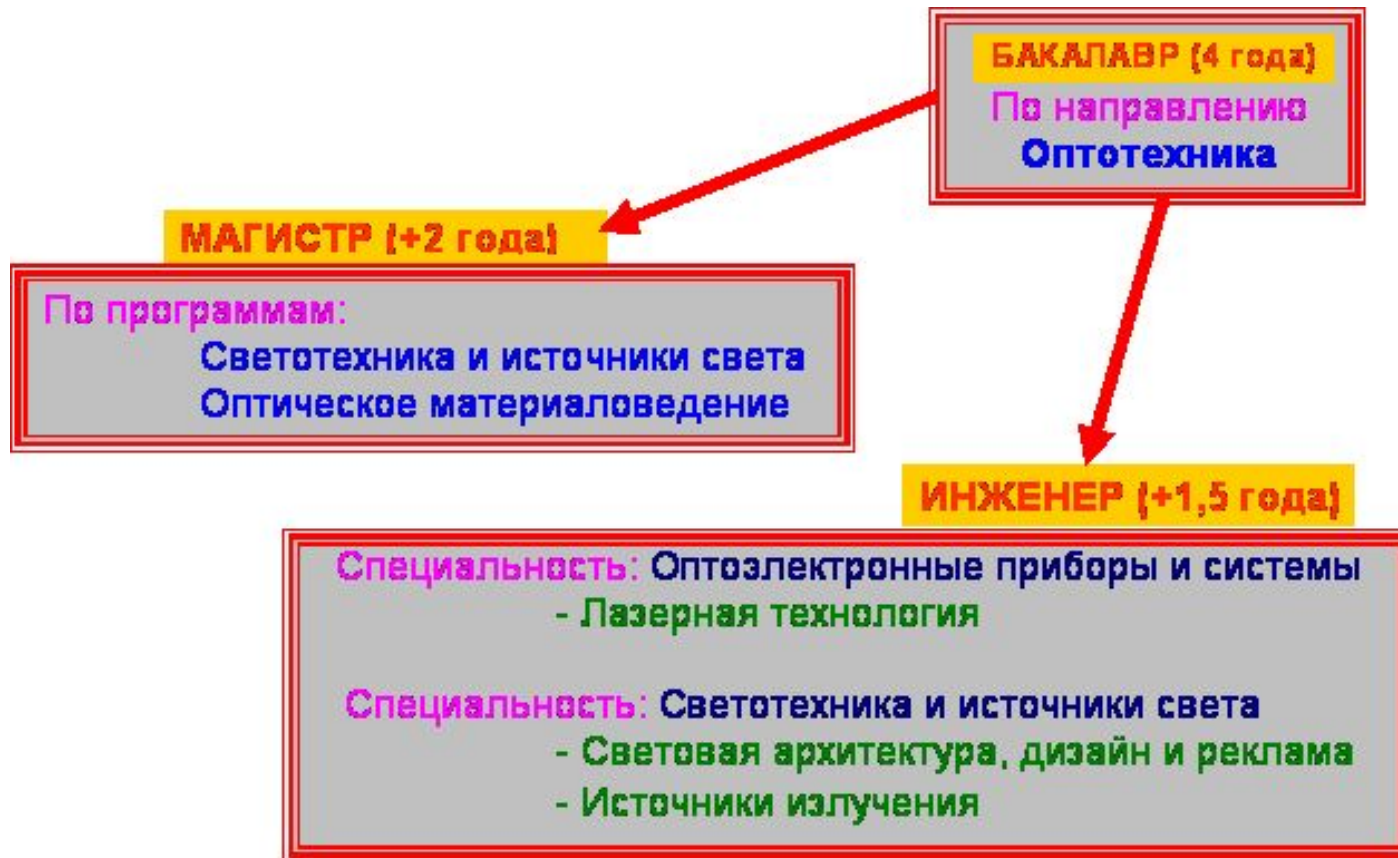 БАКАЛАВР (4 года)
По направлению
Оптотехника
МАГИСТР (+2 года)
По программам:
Светотехника и источники света
Оптическое материаловедение
ИНЖЕНЕР (+1,5 года)
Специальность: Оптоэлектронные приборы и системы
- Лазерная технология
Специальность: Светотехника и источники света
- Световая архитектура, дизайн и реклама
- Источники излучения